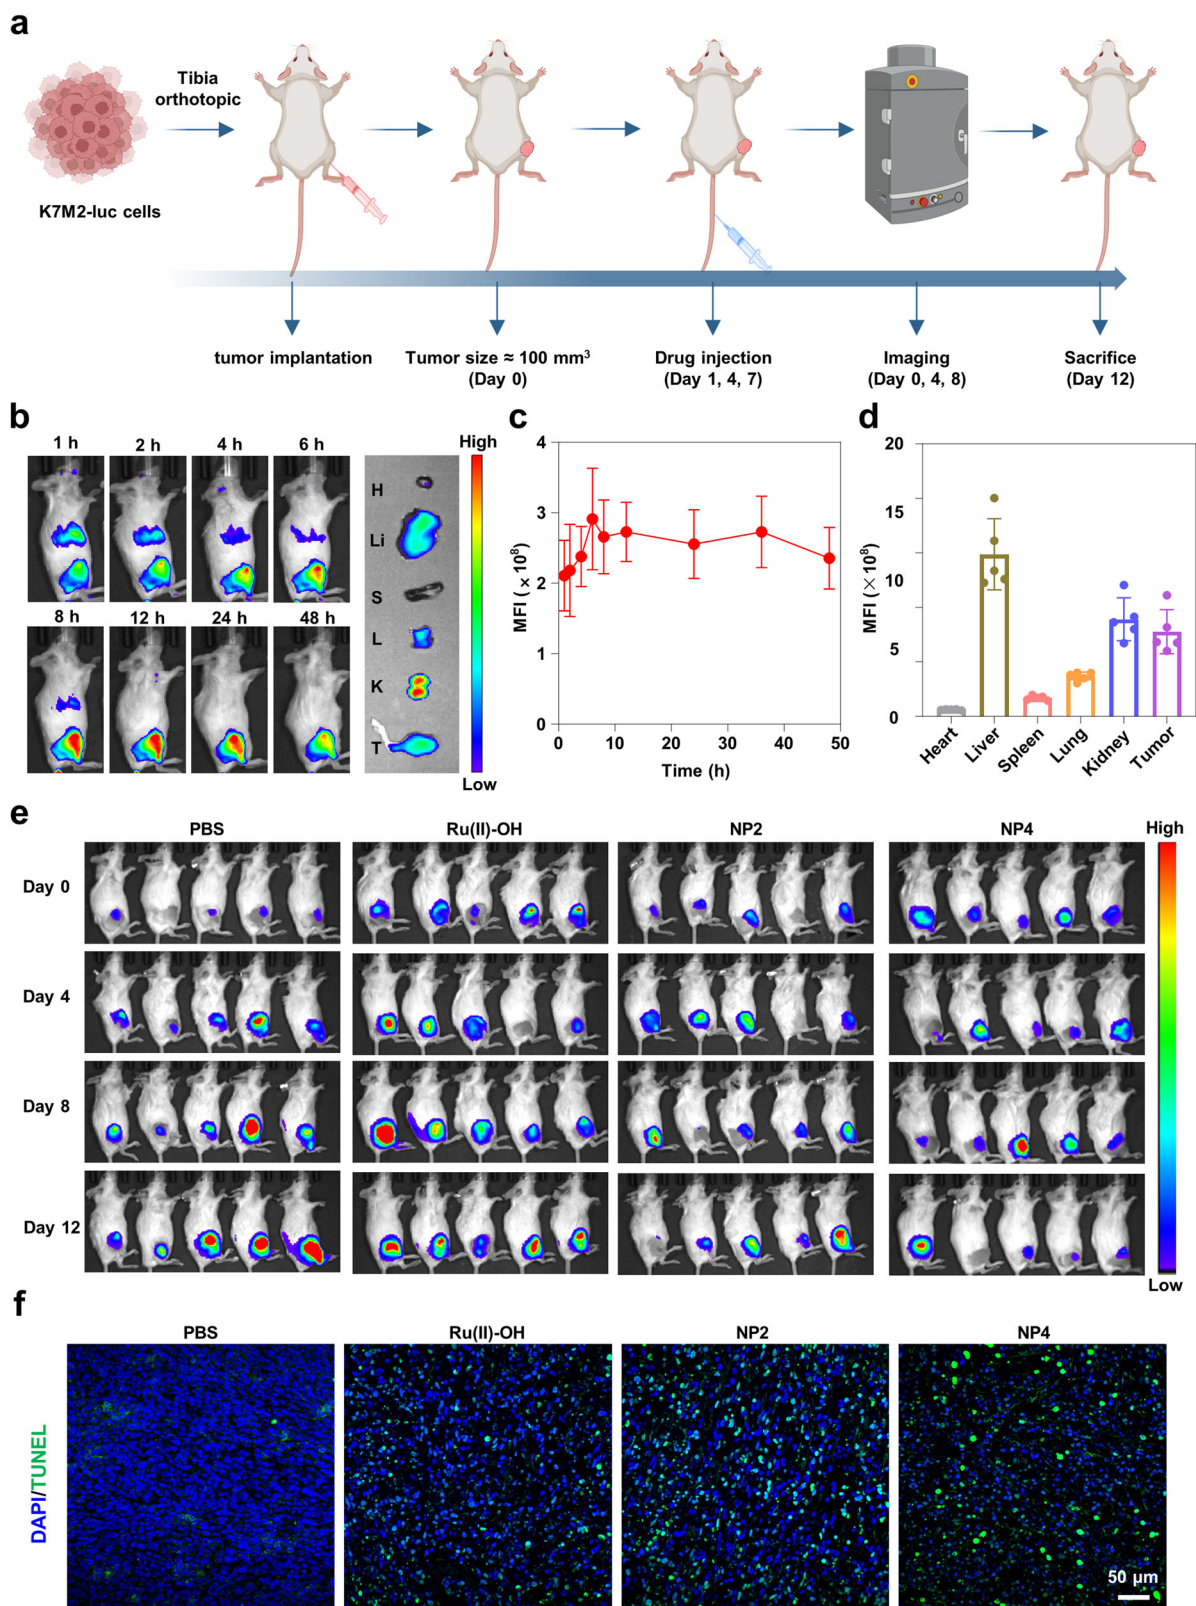 a
Tibia
orthotopic
K7M2-luc cells
tumor implantation
Tumor size ≈ 100 mm³
(Day 0)
Drug injection
(Day 1, 4, 7)
Imaging
(Day 0, 4, 8)
Sacrifice
(Day 12)
b
1 h
2 h
4 h
6 h
8 h
12 h
24 h
48 h
H
Li
S
L
K
T
High
Low
c
MFI ( × 10⁸)
4
3
2
1
0
0
10
20
30
40
50
Time (h)
d
MFI (× 10⁸)
20
15
10
5
0
Heart
Liver
Spleen
Lung
Kidney
Tumor
e
PBS
Ru(II)-OH
NP2
NP4
Day 0
Day 4
Day 8
Day 12
High
Low
f
PBS
Ru(II)-OH
NP2
NP4
DAPI/TUNEL
50 µm